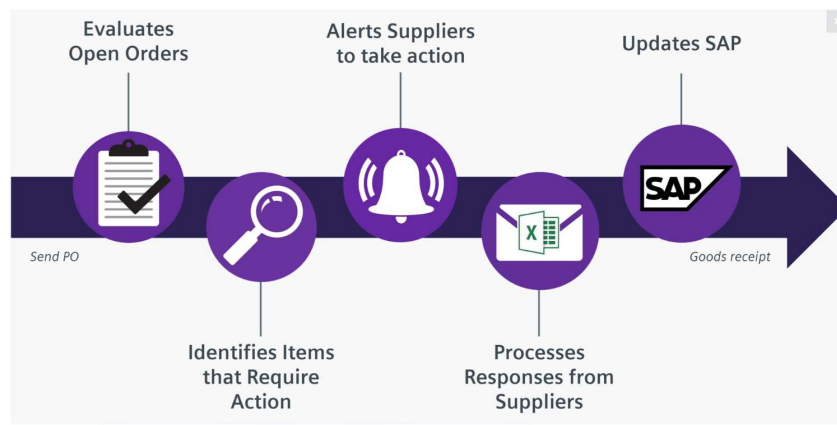 Evaluates
Open Orders
Alerts Suppliers
to take action
Updates SAP
SAP
X
Send PO
Goods receipt
Identifies Items
that Require
Action
Processes
Responses from
Suppliers